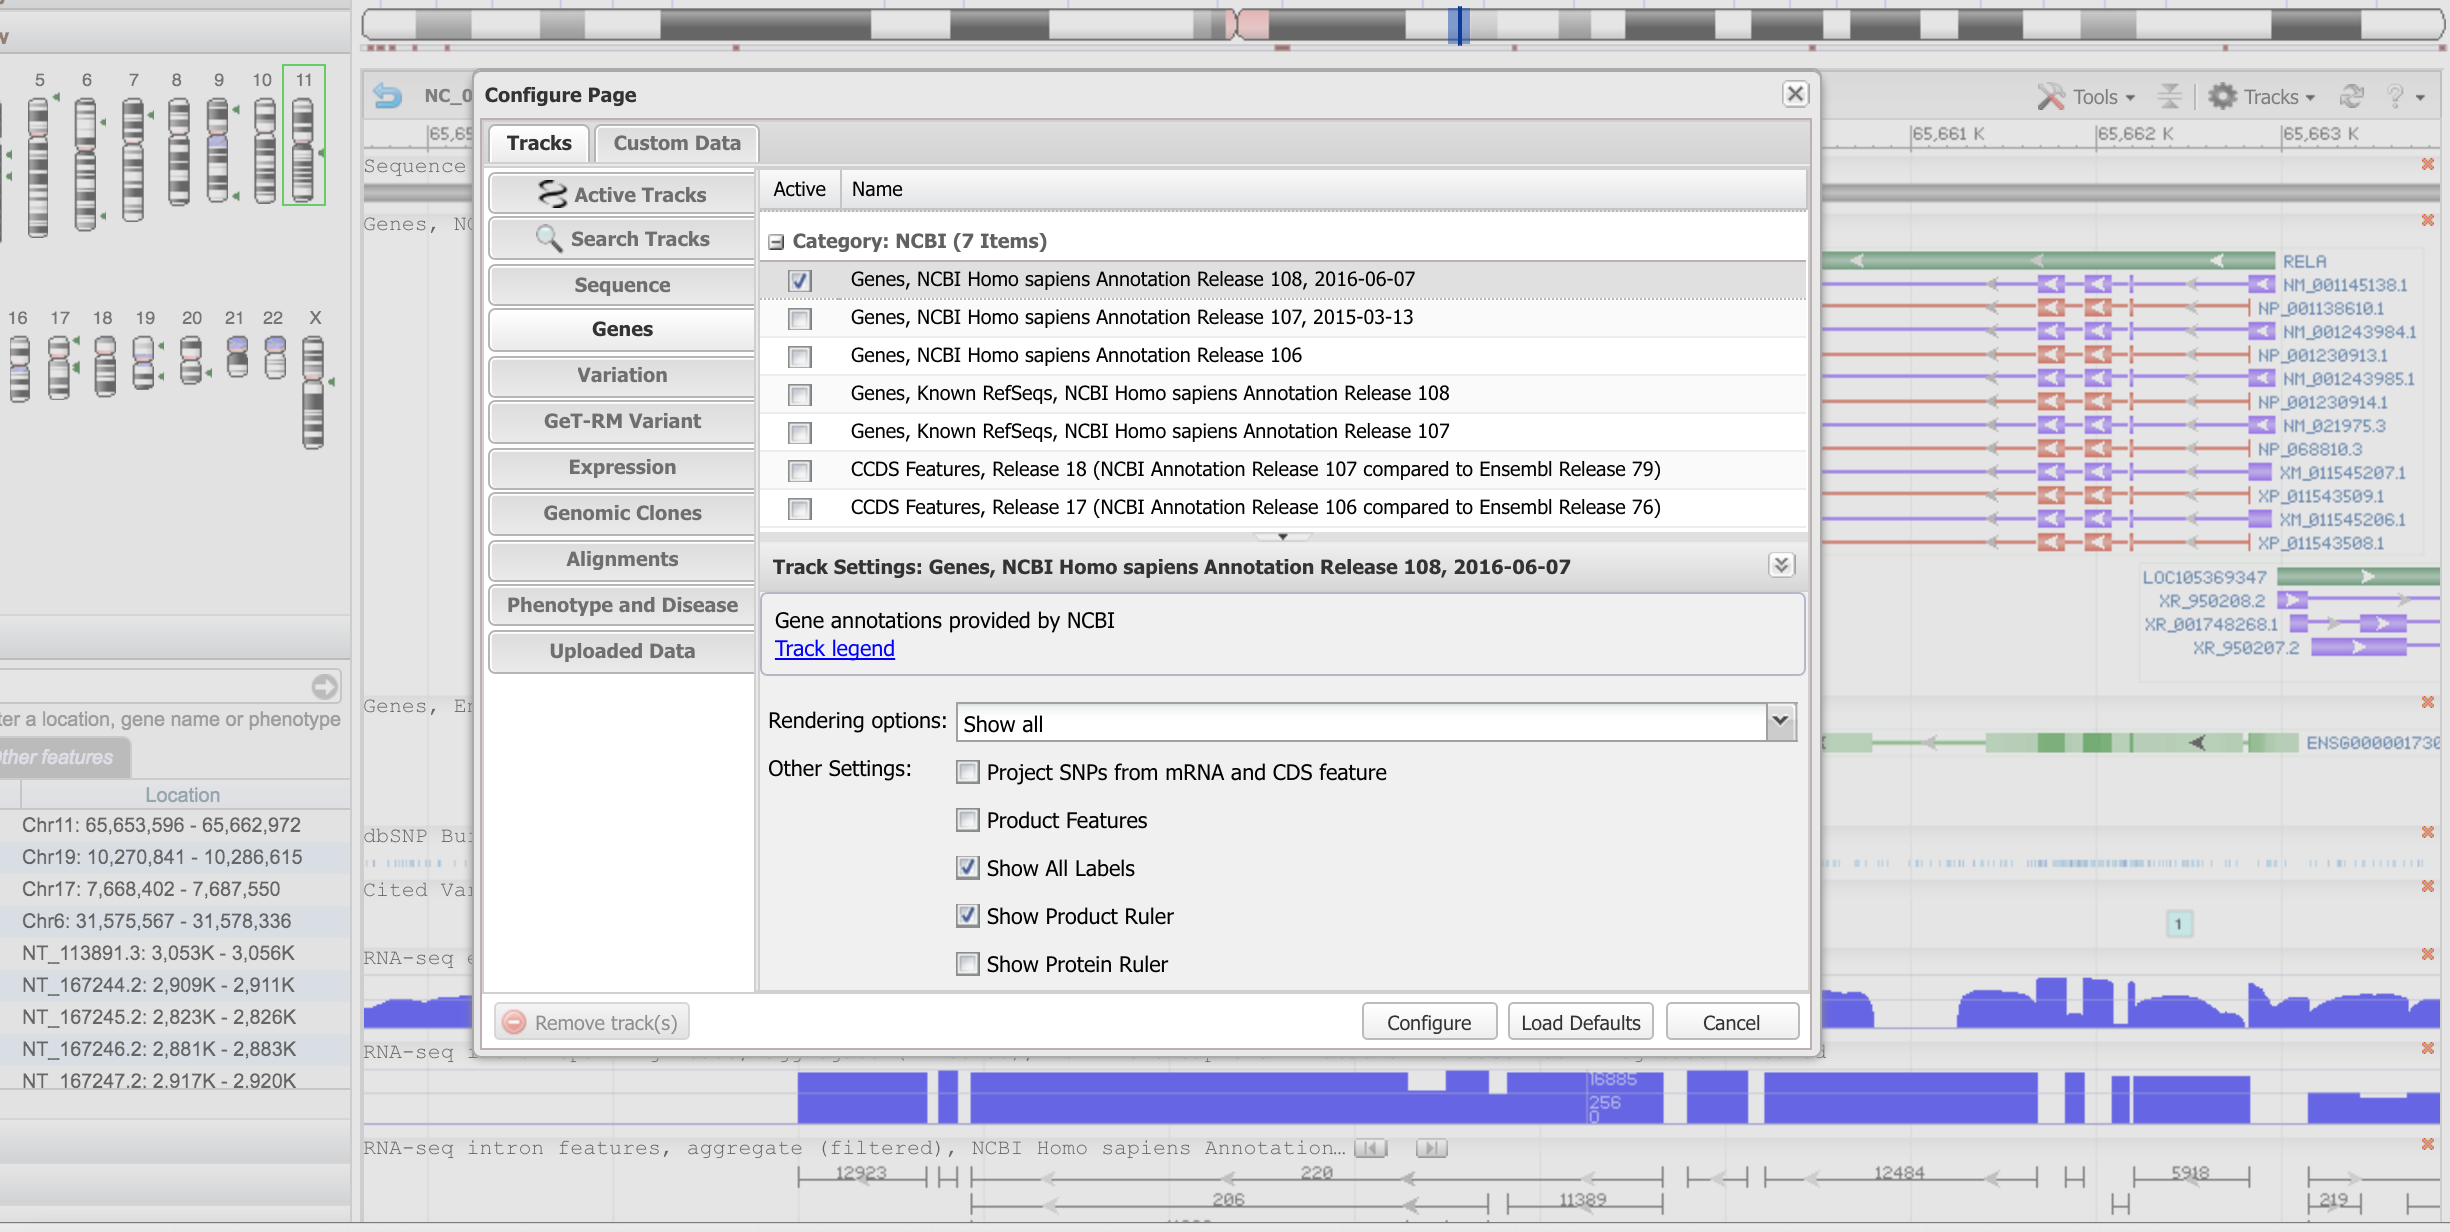 5 6 7 8 9 10 11
16 17 18 19 20 21 22 X
ter a location, gene name or phenotype
ther features
Location
Chr11: 65,653,596 - 65,662,972
Chr19: 10,270,841 - 10,286,615
Chr17: 7,668,402 - 7,687,550
Chr6: 31,575,567 - 31,578,336
NT_113891.3: 3,053K - 3,056K
NT_167244.2: 2,909K - 2,911K
NT_167245.2: 2,823K - 2,826K
NT_167246.2: 2,881K - 2,883K
NT_167247.2: 2,917K - 2,920K
NC_0
Tools
Tracks
?
65,65
65,661 K
65,662 K
65,663 K
Sequence
Genes, NC
Configure Page
Tracks
Custom Data
Active Tracks
Search Tracks
Sequence
Genes
Variation
GeT-RM Variant
Expression
Genomic Clones
Alignments
Phenotype and Disease
Uploaded Data
Active Name
Category: NCBI (7 Items)
Genes, NCBI Homo sapiens Annotation Release 108, 2016-06-07
Genes, NCBI Homo sapiens Annotation Release 107, 2015-03-13
Genes, NCBI Homo sapiens Annotation Release 106
Genes, Known RefSeqs, NCBI Homo sapiens Annotation Release 108
Genes, Known RefSeqs, NCBI Homo sapiens Annotation Release 107
CCDS Features, Release 18 (NCBI Annotation Release 107 compared to Ensembl Release 79)
CCDS Features, Release 17 (NCBI Annotation Release 106 compared to Ensembl Release 76)
Track Settings: Genes, NCBI Homo sapiens Annotation Release 108, 2016-06-07
Gene annotations provided by NCBI
Track legend
Rendering options: Show all
Other Settings:
Project SNPs from mRNA and CDS feature
Product Features
Show All Labels
Show Product Ruler
Show Protein Ruler
Remove track(s)
Configure
Load Defaults
Cancel
RELA
NM_001145138.1
NP_001138610.1
NM_001243984.1
NP_001230913.1
NM_001243985.1
NP_001230914.1
NM_021975.3
NP_068810.3
XM_011545207.1
XP_011543509.1
XM_011545206.1
XP_011543508.1
LOC105369347
XR_950208.2
XR_001748268.1
XR_950207.2
Genes, En
ENSG0000001730
dbSNP Bui
Cited Var
1
RNA-seq e
RNA-seq
16885
256
0
RNA-seq intron features, aggregate (filtered), NCBI Homo sapiens Annotation…
12923
220
12484
5918
206
11389
219